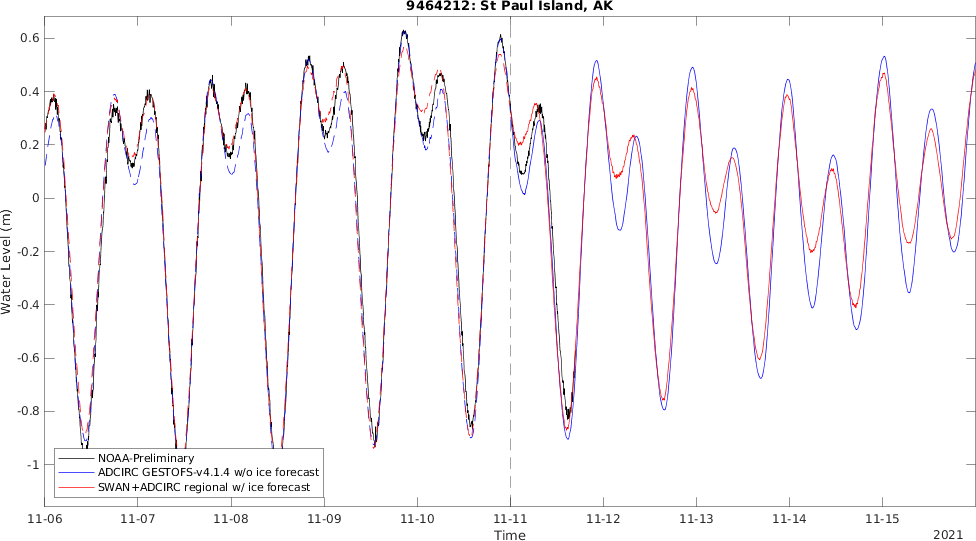 9464212: St Paul Island, AK
Water Level (m)
0.6
0.4
0.2
0
-0.2
-0.4
-0.6
-0.8
-1
NOAA-Preliminary
ADCIRC GESTOFS-v4.1.4 w/o ice forecast
SWAN+ADCIRC regional w/ ice forecast
11-06 11-07 11-08 11-09 11-10 11-11 11-12 11-13 11-14 11-15
Time
2021